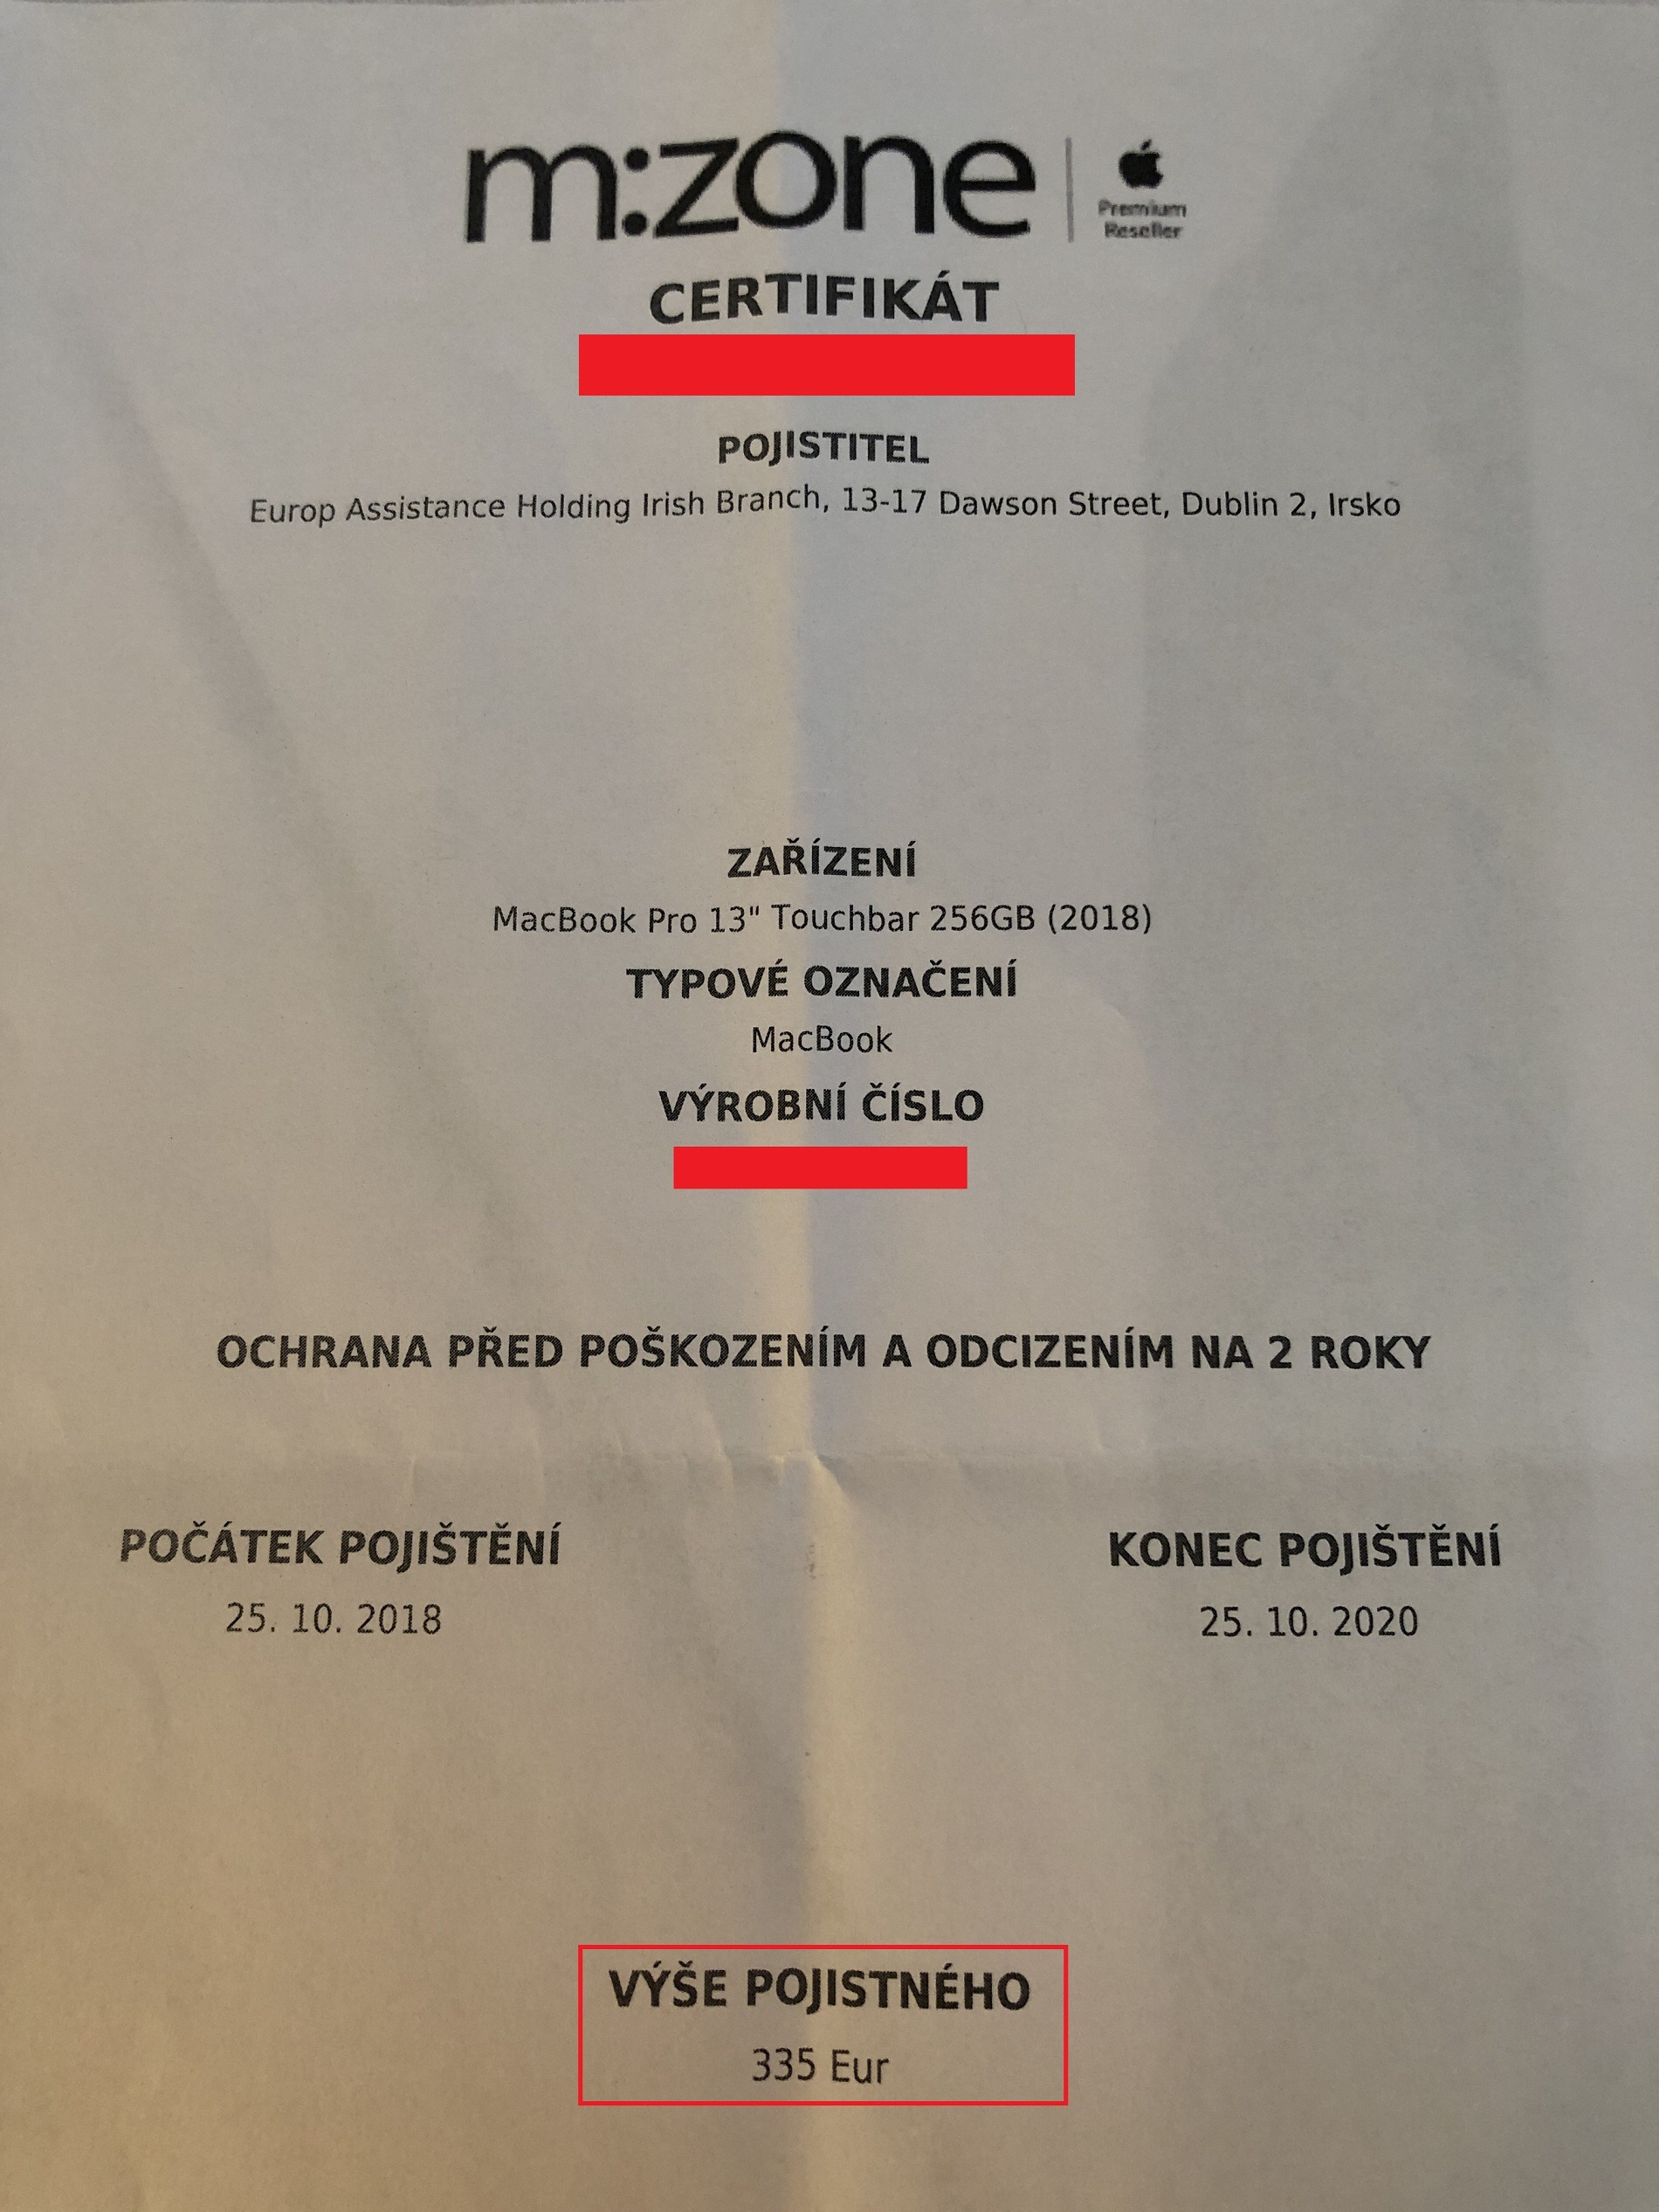 m:zone
Premium
Reseller
CERTIFIKÁT
POJISTITEL
Europ Assistance Holding Irish Branch, 13-17 Dawson Street, Dublin 2, Irsko
ZAŘÍZENÍ
MacBook Pro 13" Touchbar 256GB (2018)
TYPOVÉ OZNAČENÍ
MacBook
VÝROBNÍ ČÍSLO
OCHRANA PŘED POŠKOZENÍM A ODCIZENÍM NA 2 ROKY
POČÁTEK POJIŠTĚNÍ
25. 10. 2018
KONEC POJIŠTĚNÍ
25. 10. 2020
VÝŠE POJISTNÉHO
335 Eur